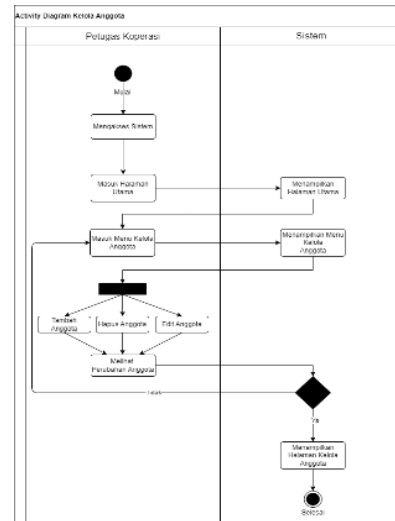 Activity Diagram Kelola Anggota
Petugas Koperasi
Sistem
Mulai
Mengakses Sistem
Masuk Halaman
Utama
Menampilkan
Halaman Utama
Masuk Menu Kelola
Anggota
Menampilkan Menu
Kelola
Anggota
Tambah
Anggota
Hapus Anggota
Edit Anggota
Melihat
Perubahan Anggota
Tidak
Ya
Menampilkan
Halaman Kelola
Anggota
Selesai